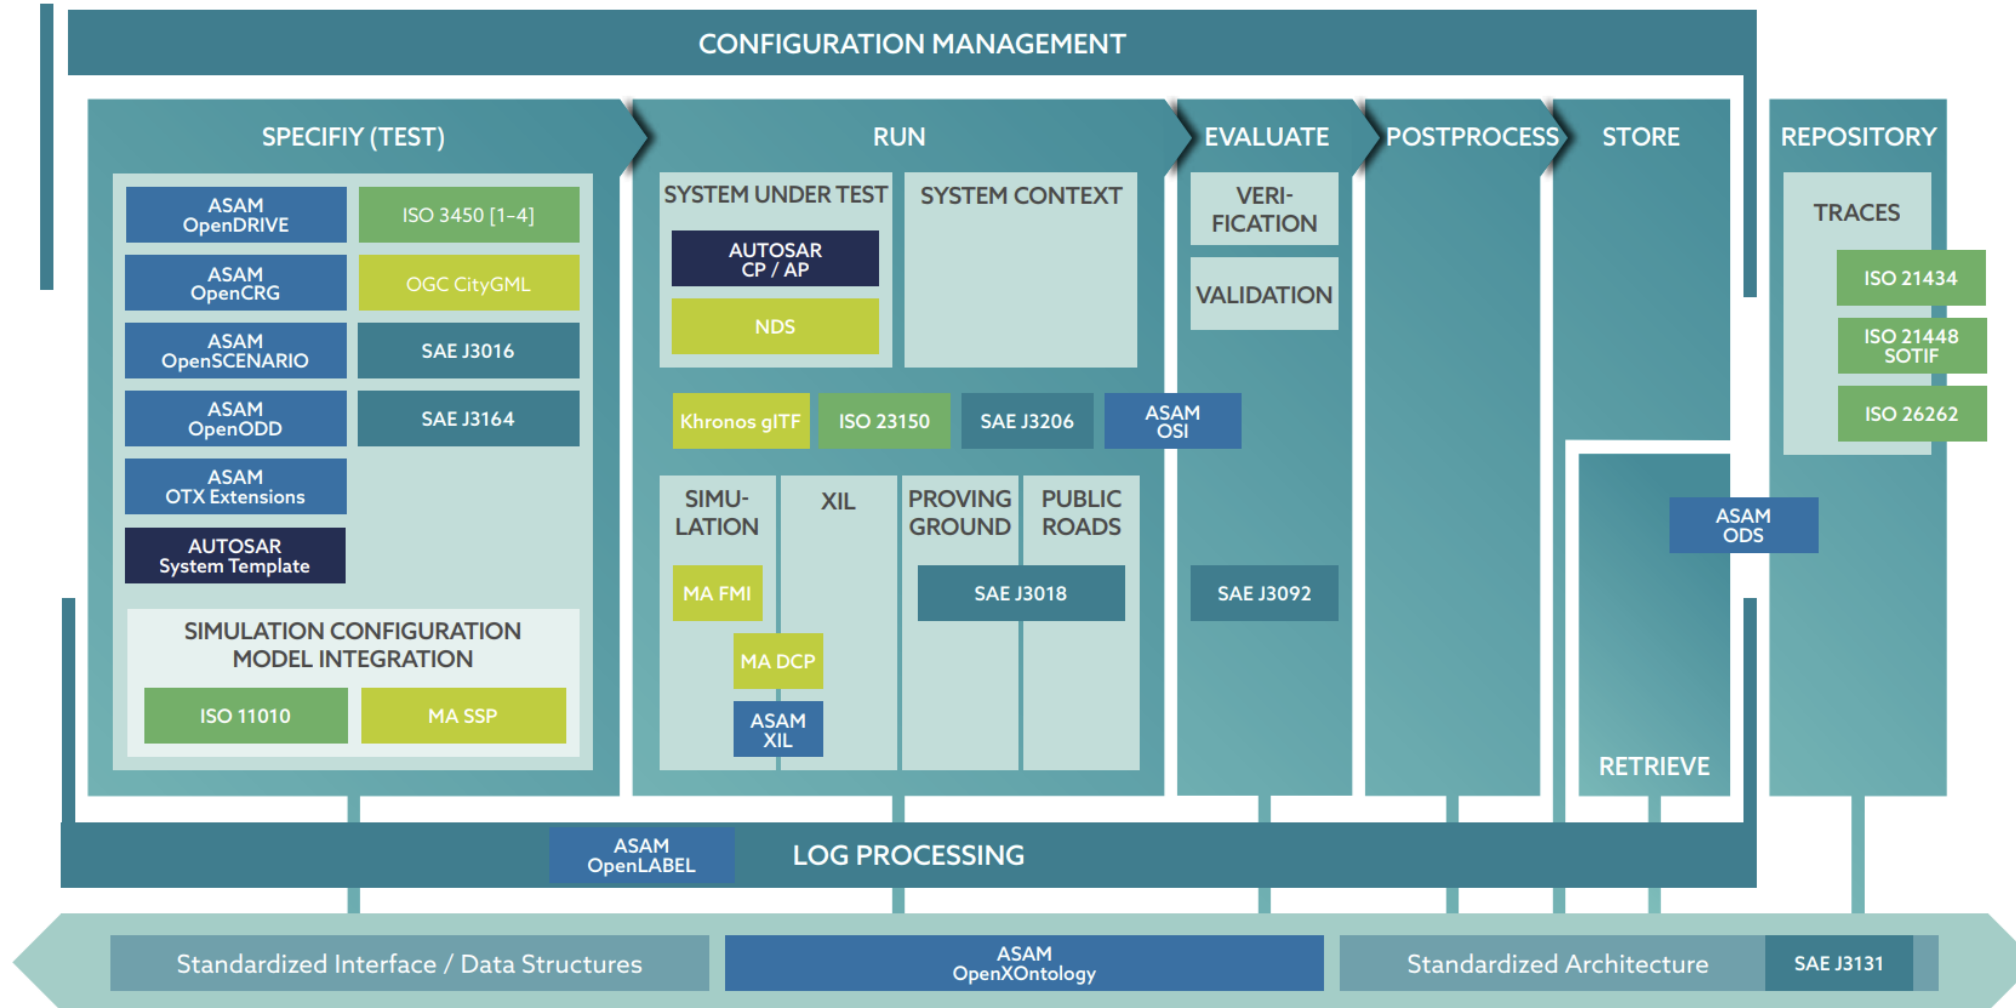 CONFIGURATION MANAGEMENT
SPECIFIY (TEST)
ASAM
OpenDRIVE
ISO 3450 [1–4]
ASAM
OpenCRG
OGC CityGML
ASAM
OpenSCENARIO
SAE J3016
ASAM
OpenODD
SAE J3164
ASAM
OTX Extensions
AUTOSAR
System Template
SIMULATION CONFIGURATION
MODEL INTEGRATION
ISO 11010
MA SSP
RUN
SYSTEM UNDER TEST
AUTOSAR
CP / AP
NDS
SYSTEM CONTEXT
Khronos glTF
ISO 23150
SAE J3206
ASAM
OSI
SIMU-
LATION
XIL
PROVING
GROUND
PUBLIC
ROADS
MA FMI
SAE J3018
MA DCP
ASAM
XIL
EVALUATE
VERI-
FICATION
VALIDATION
SAE J3092
POSTPROCESS
STORE
RETRIEVE
ASAM
ODS
REPOSITORY
TRACES
ISO 21434
ISO 21448
SOTIF
ISO 26262
ASAM
OpenLABEL
LOG PROCESSING
Standardized Interface / Data Structures
ASAM
OpenXOntology
Standardized Architecture
SAE J3131